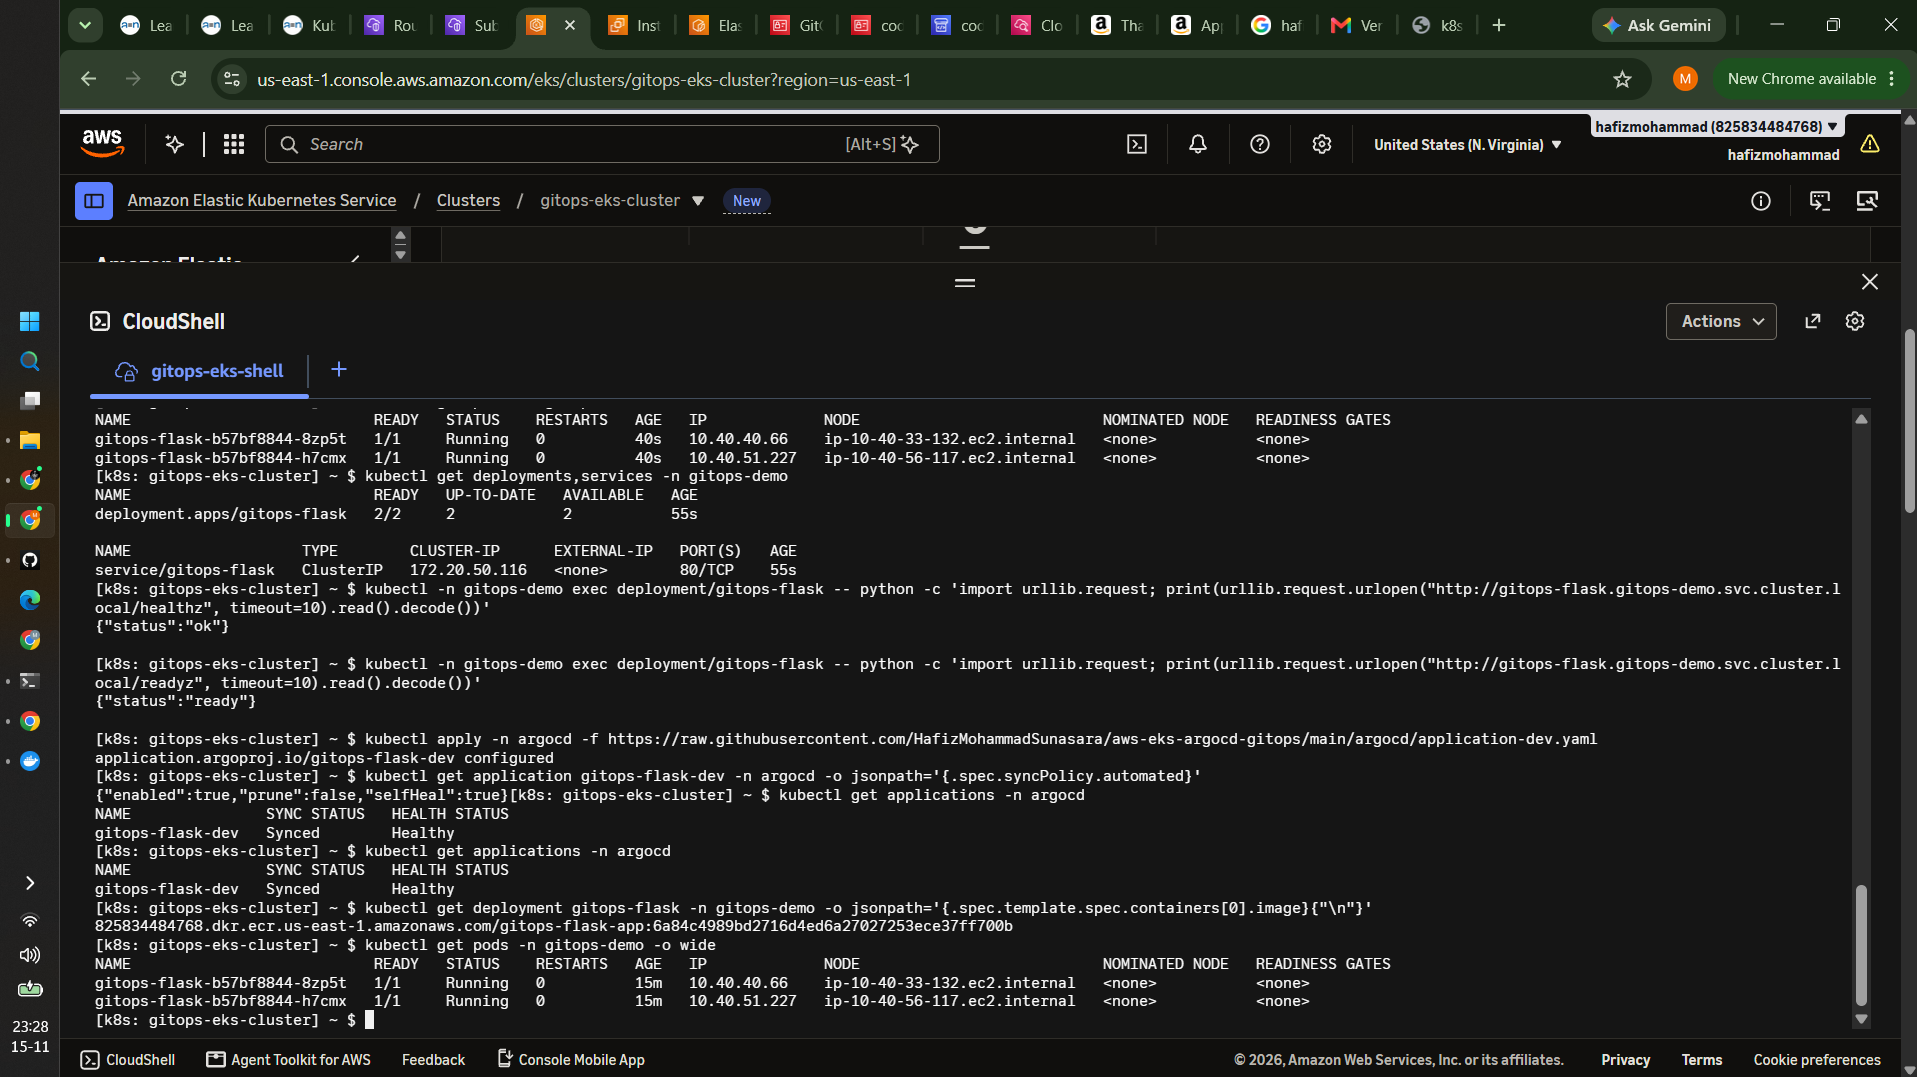 Lea
Lea
Kub
Rou
Sub
Inst
Elas
Git
coc
coc
Clo
Tha
App
haf
Ver
k8s
Ask Gemini
us-east-1.console.aws.amazon.com/eks/clusters/gitops-eks-cluster?region=us-east-1
M
New Chrome available
aws
Search
[Alt+S]
United States (N. Virginia)
hafizmohammad (825834484768)
hafizmohammad
Amazon Elastic Kubernetes Service / Clusters / gitops-eks-cluster
New
Amazon Elastic
CloudShell
Actions
gitops-eks-shell
NAME READY STATUS RESTARTS AGE IP NODE NOMINATED NODE READINESS GATES
gitops-flask-b57bf8844-8zp5t 1/1 Running 0 40s 10.40.40.66 ip-10-40-33-132.ec2.internal <none> <none>
gitops-flask-b57bf8844-h7cmx 1/1 Running 0 40s 10.40.51.227 ip-10-40-56-117.ec2.internal <none> <none>
[k8s: gitops-eks-cluster] ~ $ kubectl get deployments,services -n gitops-demo
NAME READY UP-TO-DATE AVAILABLE AGE
deployment.apps/gitops-flask 2/2 2 2 55s
NAME TYPE CLUSTER-IP EXTERNAL-IP PORT(S) AGE
service/gitops-flask ClusterIP 172.20.50.116 <none> 80/TCP 55s
[k8s: gitops-eks-cluster] ~ $ kubectl -n gitops-demo exec deployment/gitops-flask -- python -c 'import urllib.request; print(urllib.request.urlopen("http://gitops-flask.gitops-demo.svc.cluster.l
ocal/healthz", timeout=10).read().decode())'
{"status":"ok"}
[k8s: gitops-eks-cluster] ~ $ kubectl -n gitops-demo exec deployment/gitops-flask -- python -c 'import urllib.request; print(urllib.request.urlopen("http://gitops-flask.gitops-demo.svc.cluster.l
ocal/readyz", timeout=10).read().decode())'
{"status":"ready"}
[k8s: gitops-eks-cluster] ~ $ kubectl apply -n argocd -f https://raw.githubusercontent.com/HafizMohammadSunasara/aws-eks-argocd-gitops/main/argocd/application-dev.yaml
application.argoproj.io/gitops-flask-dev configured
[k8s: gitops-eks-cluster] ~ $ kubectl get application gitops-flask-dev -n argocd -o jsonpath='{.spec.syncPolicy.automated}'
{"enabled":true,"prune":false,"selfHeal":true}[k8s: gitops-eks-cluster] ~ $ kubectl get applications -n argocd
NAME SYNC STATUS HEALTH STATUS
gitops-flask-dev Synced Healthy
[k8s: gitops-eks-cluster] ~ $ kubectl get applications -n argocd
NAME SYNC STATUS HEALTH STATUS
gitops-flask-dev Synced Healthy
[k8s: gitops-eks-cluster] ~ $ kubectl get deployment gitops-flask -n gitops-demo -o jsonpath='{.spec.template.spec.containers[0].image}{"\n"}'
825834484768.dkr.ecr.us-east-1.amazonaws.com/gitops-flask-app:6a84c4989bd2716d4ed6a27027253ece37ff700b
[k8s: gitops-eks-cluster] ~ $ kubectl get pods -n gitops-demo -o wide
NAME READY STATUS RESTARTS AGE IP NODE NOMINATED NODE READINESS GATES
gitops-flask-b57bf8844-8zp5t 1/1 Running 0 15m 10.40.40.66 ip-10-40-33-132.ec2.internal <none> <none>
gitops-flask-b57bf8844-h7cmx 1/1 Running 0 15m 10.40.51.227 ip-10-40-56-117.ec2.internal <none> <none>
[k8s: gitops-eks-cluster] ~ $
23:28
15-11
CloudShell
Agent Toolkit for AWS
Feedback
Console Mobile App
© 2026, Amazon Web Services, Inc. or its affiliates.
Privacy
Terms
Cookie preferences